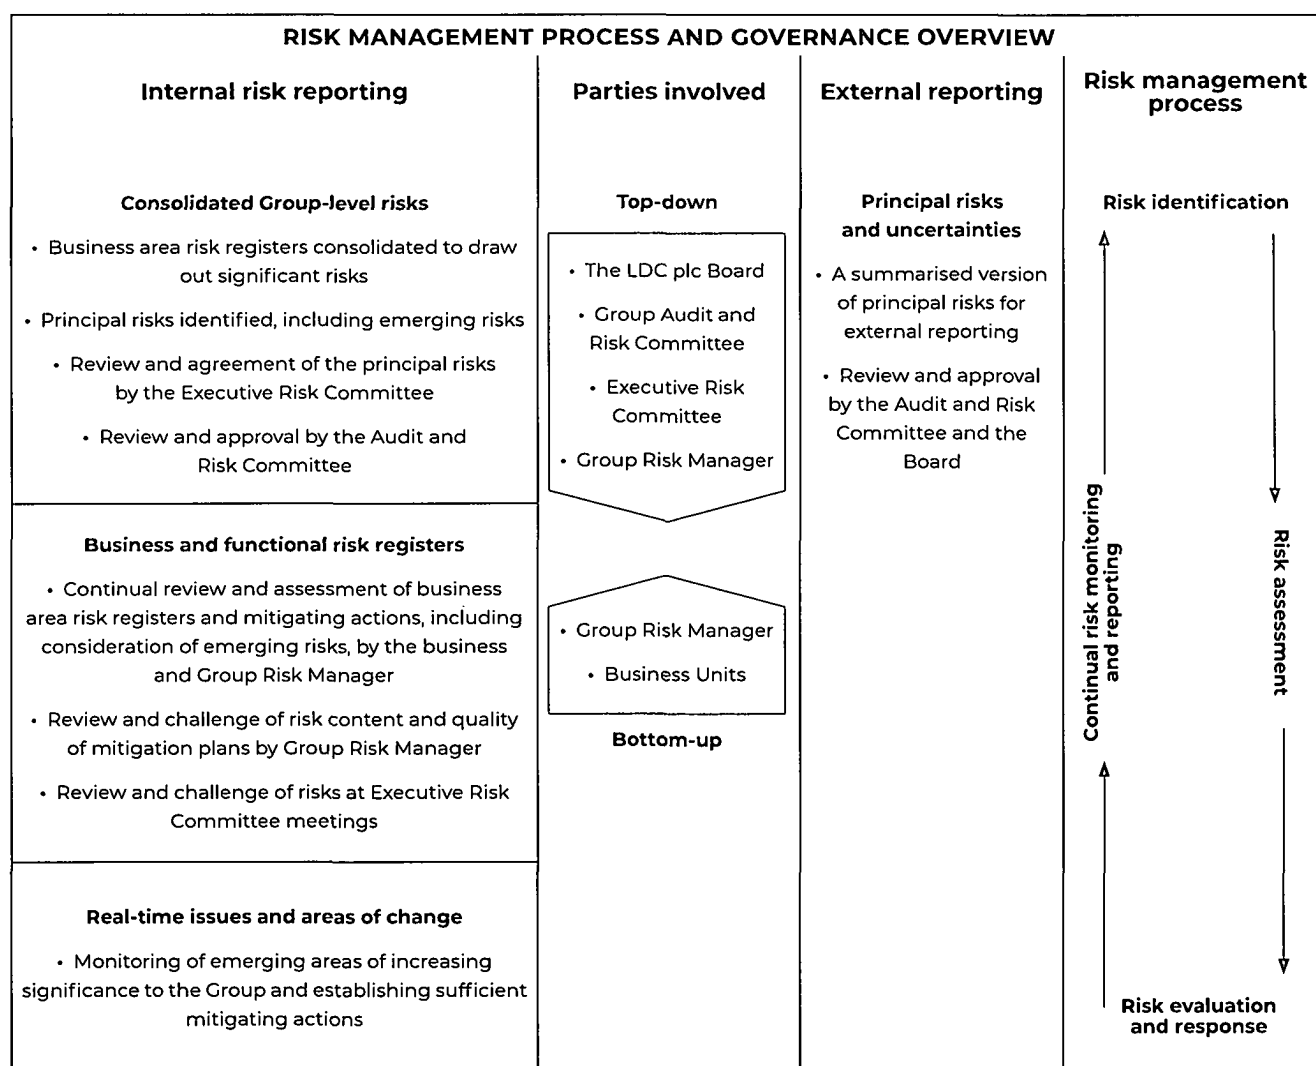 RISK MANAGEMENT PROCESS AND GOVERNANCE OVERVIEW
Internal risk reporting
Consolidated Group-level risks
• Business area risk registers consolidated to draw
out significant risks
• Principal risks identified, including emerging risks
• Review and agreement of the principal risks
by the Executive Risk Committee
• Review and approval by the Audit and
Risk Committee
Business and functional risk registers
• Continual review and assessment of business
area risk registers and mitigating actions, including
consideration of emerging risks, by the business
and Group Risk Manager
• Review and challenge of risk content and quality
of mitigation plans by Group Risk Manager
• Review and challenge of risks at Executive Risk
Committee meetings
Real-time issues and areas of change
• Monitoring of emerging areas of increasing
significance to the Group and establishing sufficient
mitigating actions
Parties involved
Top-down
• The LDC plc Board
• Group Audit and
Risk Committee
• Executive Risk
Committee
• Group Risk Manager
• Group Risk Manager
• Business Units
Bottom-up
External reporting
Principal risks
and uncertainties
• A summarised version
of principal risks for
external reporting
• Review and approval
by the Audit and Risk
Committee and the
Board
Risk management
process
Risk identification
Continual risk monitoring
and reporting
Risk assessment
Risk evaluation
and response